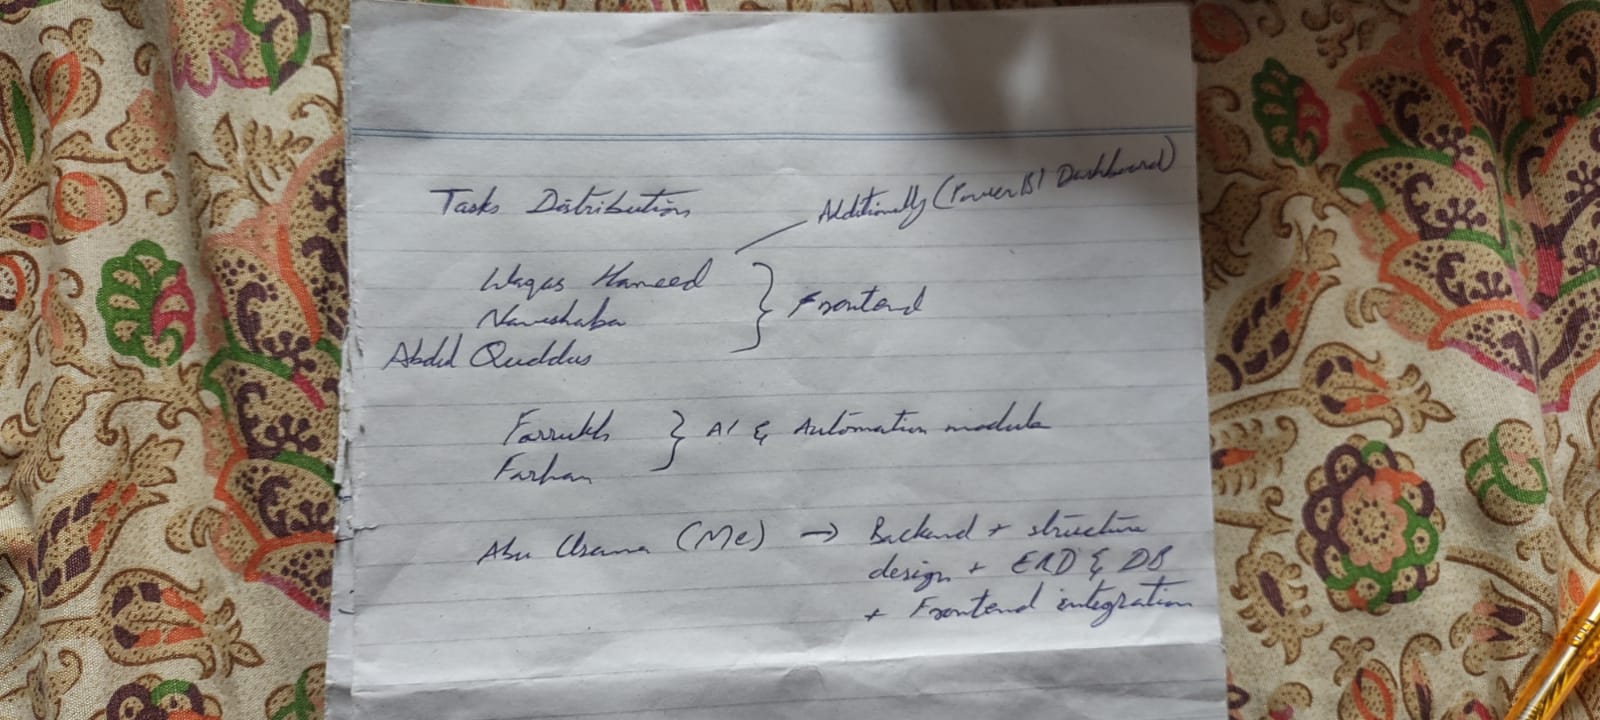 Tasks Distribution
Additionally (Power BI Dashboard)
Waqas Hameed
Naveshaba
Abdul Quddus
} Frontend
Farrukh
Farhan
} AI & Automation module
Abu Usama (Me) → Backend + structure
design + ERD & DB
+ Frontend integration